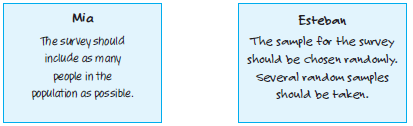 Mia
The survey should
include as many
people in the
population as possible.
Esteban
The sample for the survey
should be chosen randomly.
Several random samples
should be taken.